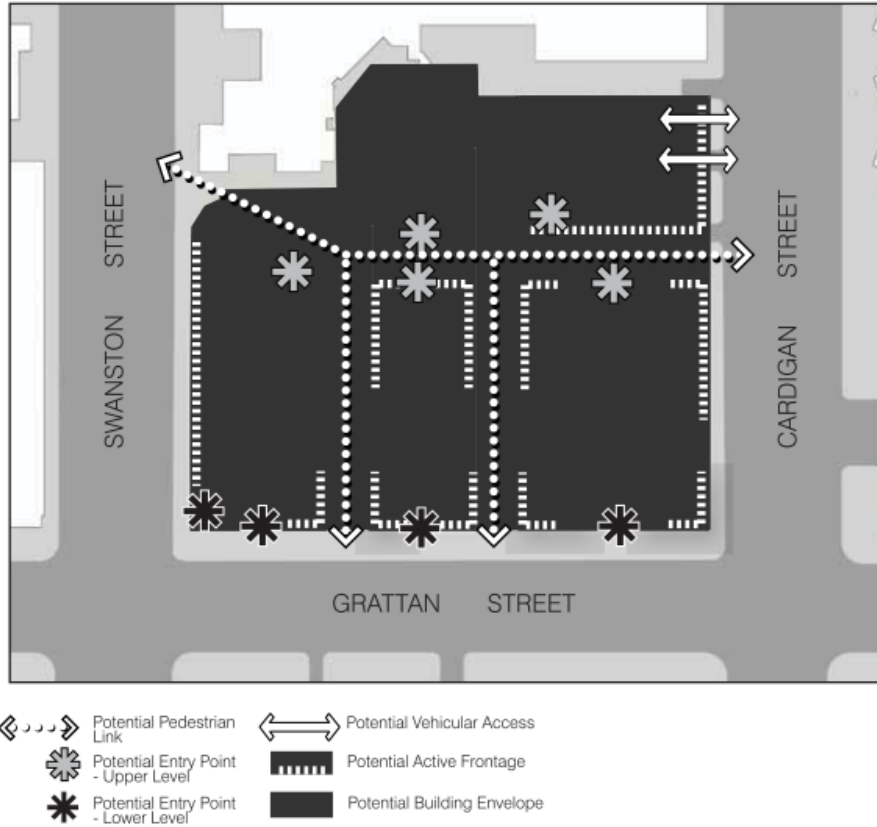 SWANSTON STREET
CARDIGAN STREET
GRATTAN STREET
Potential Pedestrian
Link
Potential Vehicular Access
Potential Entry Point
- Upper Level
Potential Active Frontage
Potential Entry Point
- Lower Level
Potential Building Envelope